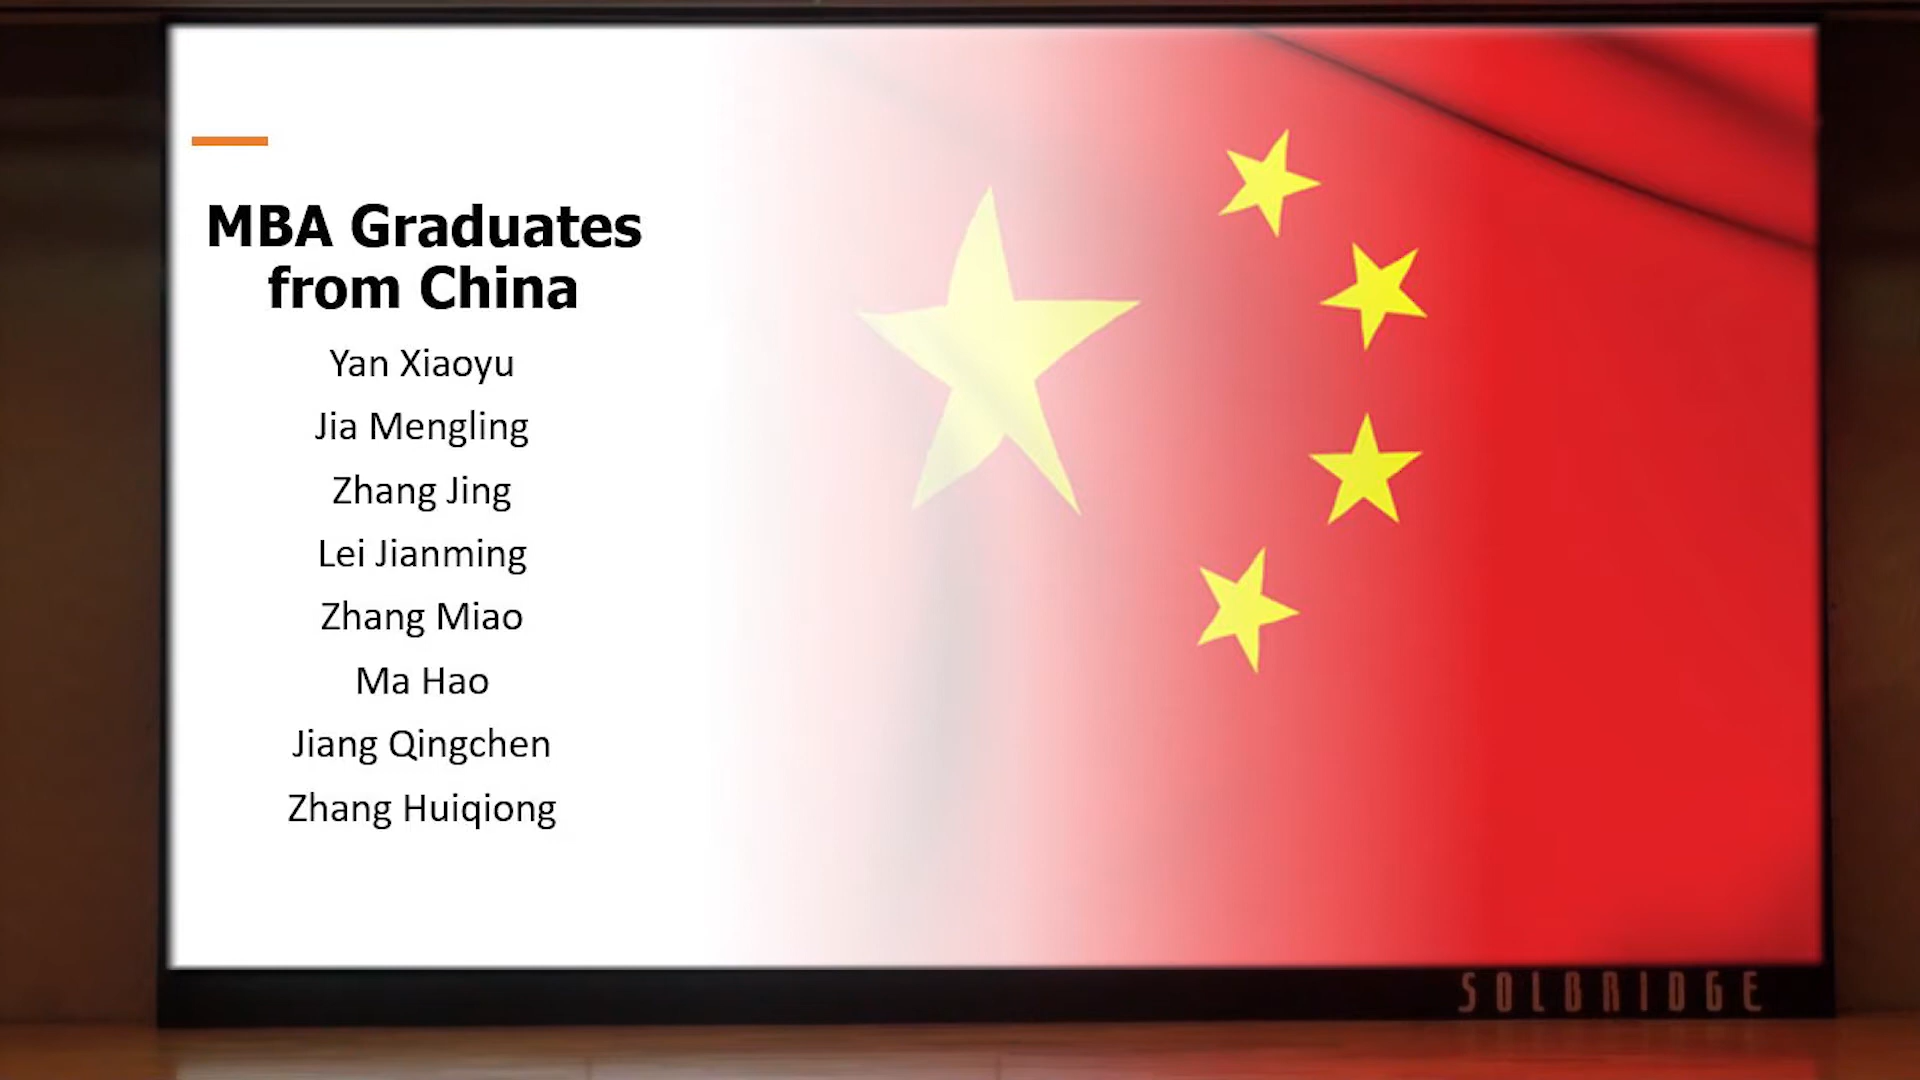 MBA Graduates
from China
Yan Xiaoyu
Jia Mengling
Zhang Jing
Lei Jianming
Zhang Miao
Ma Hao
Jiang Qingchen
Zhang Huiqiong
SOLBRIDGE